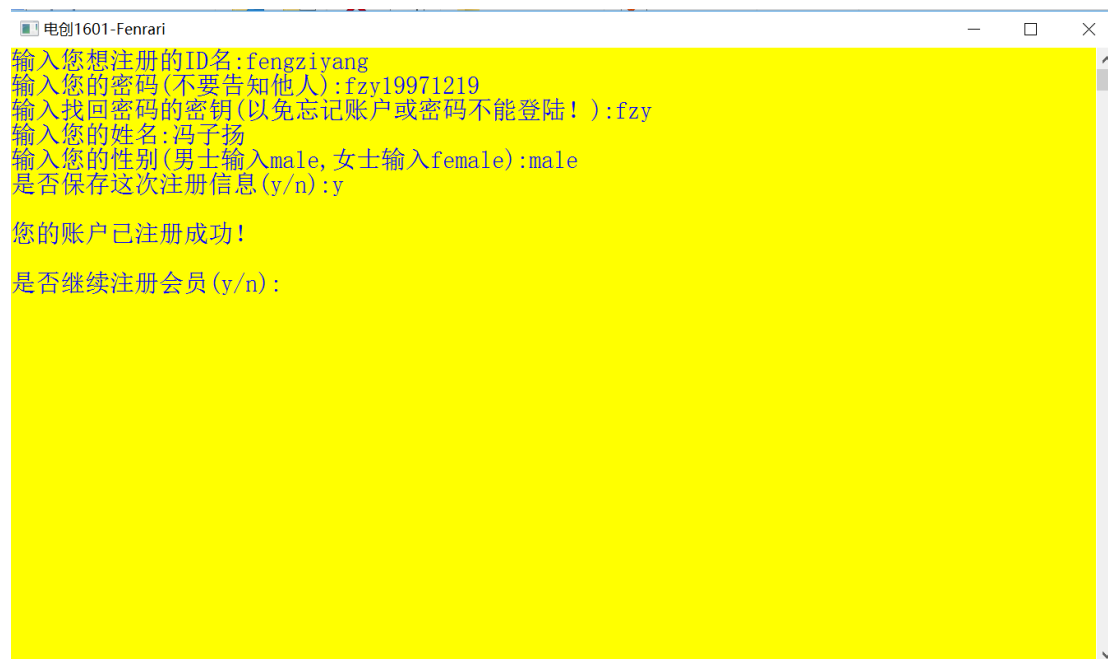 电创1601-Fenrari
输入您想注册的ID名:fengziyang
输入您的密码(不要告知他人):fzy19971219
输入找回密码的密钥(以免忘记账户或密码不能登陆！):fzy
输入您的姓名:冯子扬
输入您的性别(男士输入male,女士输入female):male
是否保存这次注册信息(y/n):y
您的账户已注册成功！
是否继续注册会员(y/n):